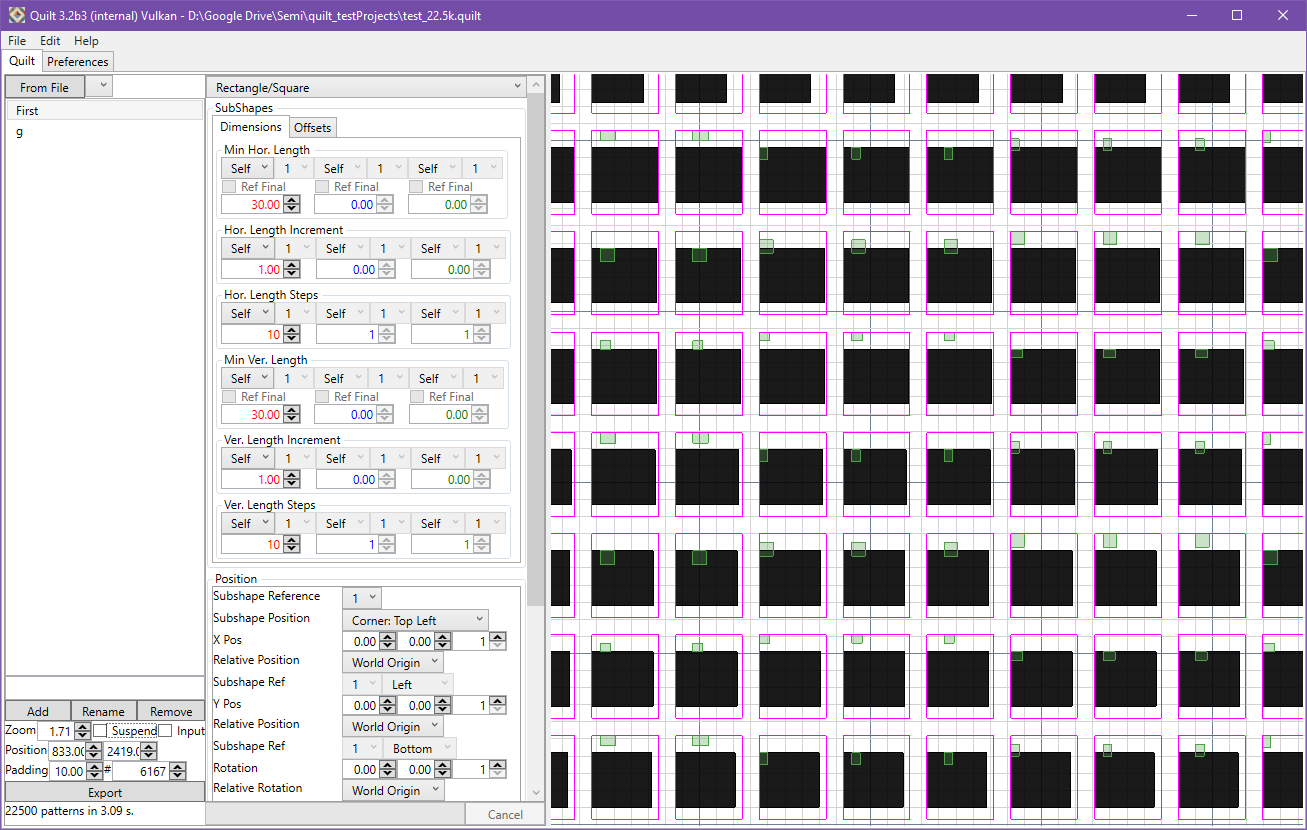 Quilt 3.2b3 (internal) Vulkan - D:\Google Drive\Semi\quilt_testProjects\test_22.5k.quilt
File Edit Help
Quilt Preferences
From File
First
g
Add Rename Remove
Zoom 1.71 Suspend Input
Position 833.00 2419.0
Padding 10.00 # 6167
Export
22500 patterns in 3.09 s.
Rectangle/Square
SubShapes
Dimensions Offsets
Min Hor. Length
Self 1 Self 1 Self 1
Ref Final Ref Final Ref Final
30.00 0.00 0.00
Hor. Length Increment
Self 1 Self 1 Self 1
1.00 0.00 0.00
Hor. Length Steps
Self 1 Self 1 Self 1
10 1 1
Min Ver. Length
Self 1 Self 1 Self 1
Ref Final Ref Final Ref Final
30.00 0.00 0.00
Ver. Length Increment
Self 1 Self 1 Self 1
1.00 0.00 0.00
Ver. Length Steps
Self 1 Self 1 Self 1
10 1 1
Position
Subshape Reference 1
Subshape Position Corner: Top Left
X Pos 0.00 0.00 1
Relative Position World Origin
Subshape Ref 1 Left
Y Pos 0.00 0.00 1
Relative Position World Origin
Subshape Ref 1 Bottom
Rotation 0.00 0.00 1
Relative Rotation World Origin
Cancel